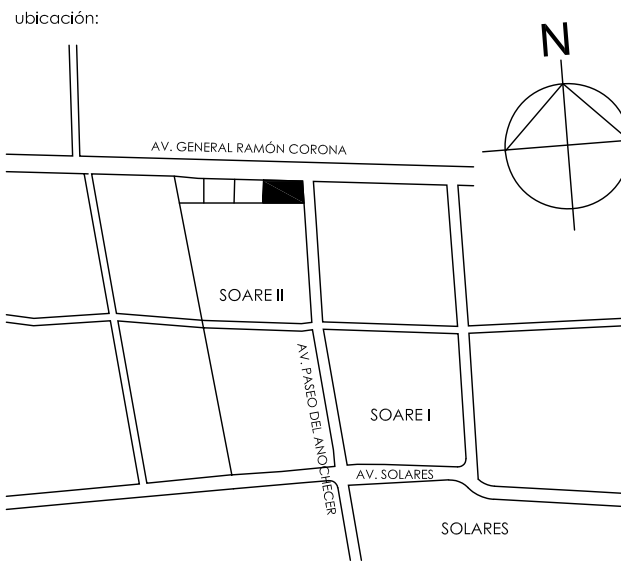 ubicación:
N
AV. GENERAL RAMÓN CORONA
SOARE II
AV. PASEO DEL ANOCHECER
SOARE I
AV. SOLARES
SOLARES